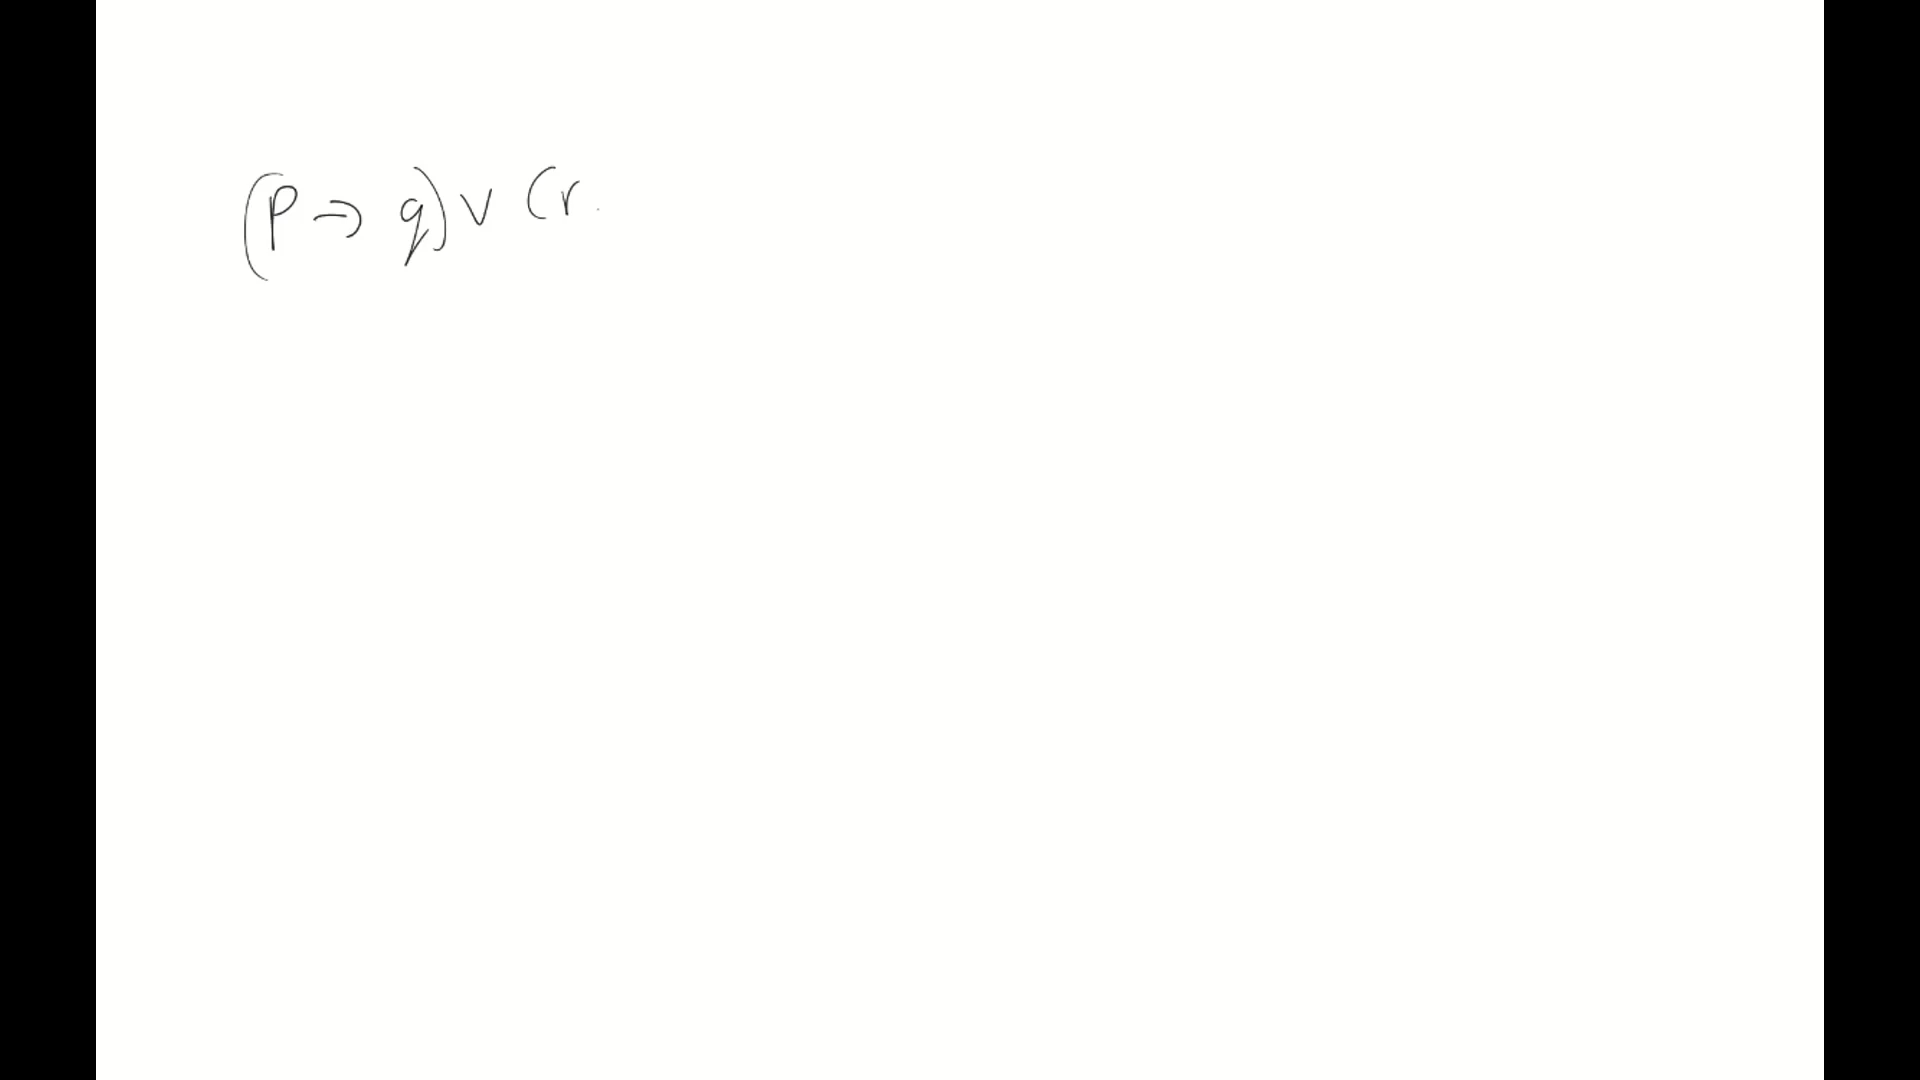 (p → q) ∨ (r